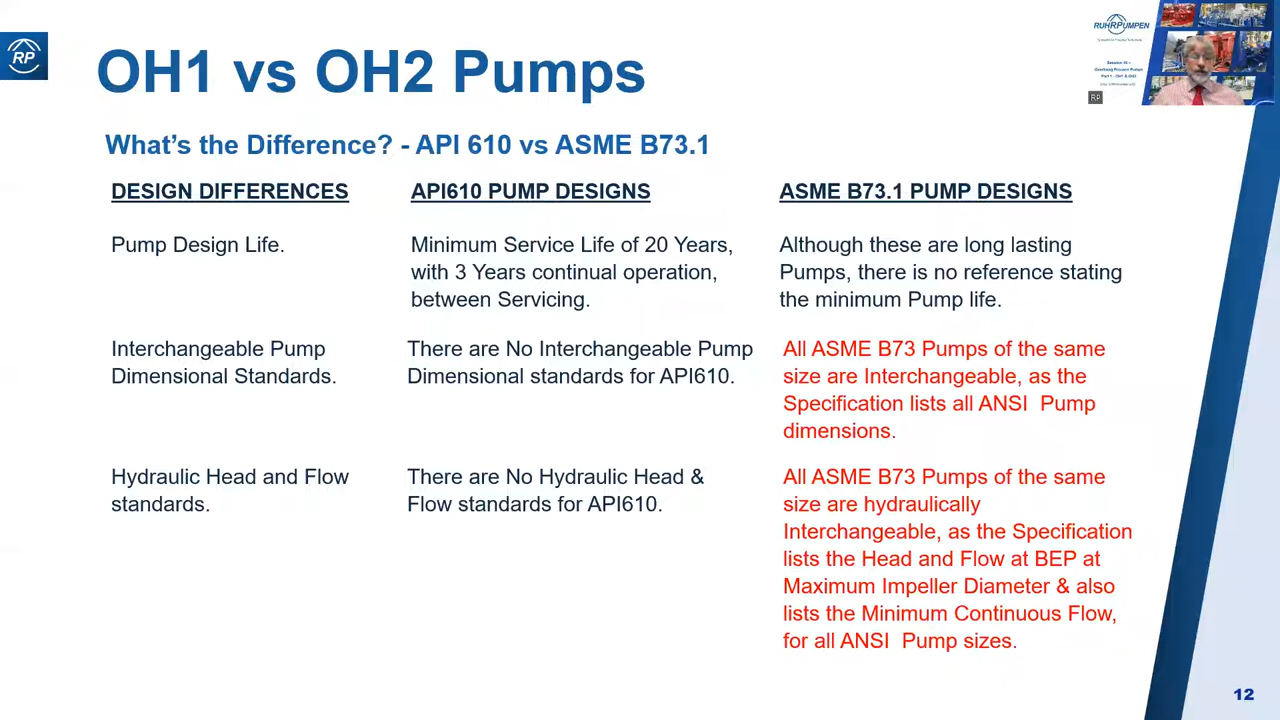 RP
OH1 vs OH2 Pumps
RUHRPUMPEN
What's the Difference? - API 610 vs ASME B73.1
DESIGN DIFFERENCES
API610 PUMP DESIGNS
ASME B73.1 PUMP DESIGNS
Pump Design Life.
Minimum Service Life of 20 Years,
with 3 Years continual operation,
between Servicing.
Although these are long lasting
Pumps, there is no reference stating
the minimum Pump life.
Interchangeable Pump
Dimensional Standards.
There are No Interchangeable Pump
Dimensional standards for API610.
All ASME B73 Pumps of the same
size are Interchangeable, as the
Specification lists all ANSI  Pump
dimensions.
Hydraulic Head and Flow
standards.
There are No Hydraulic Head &
Flow standards for API610.
All ASME B73 Pumps of the same
size are hydraulically
Interchangeable, as the Specification
lists the Head and Flow at BEP at
Maximum Impeller Diameter & also
lists the Minimum Continuous Flow,
for all ANSI  Pump sizes.
RP
12